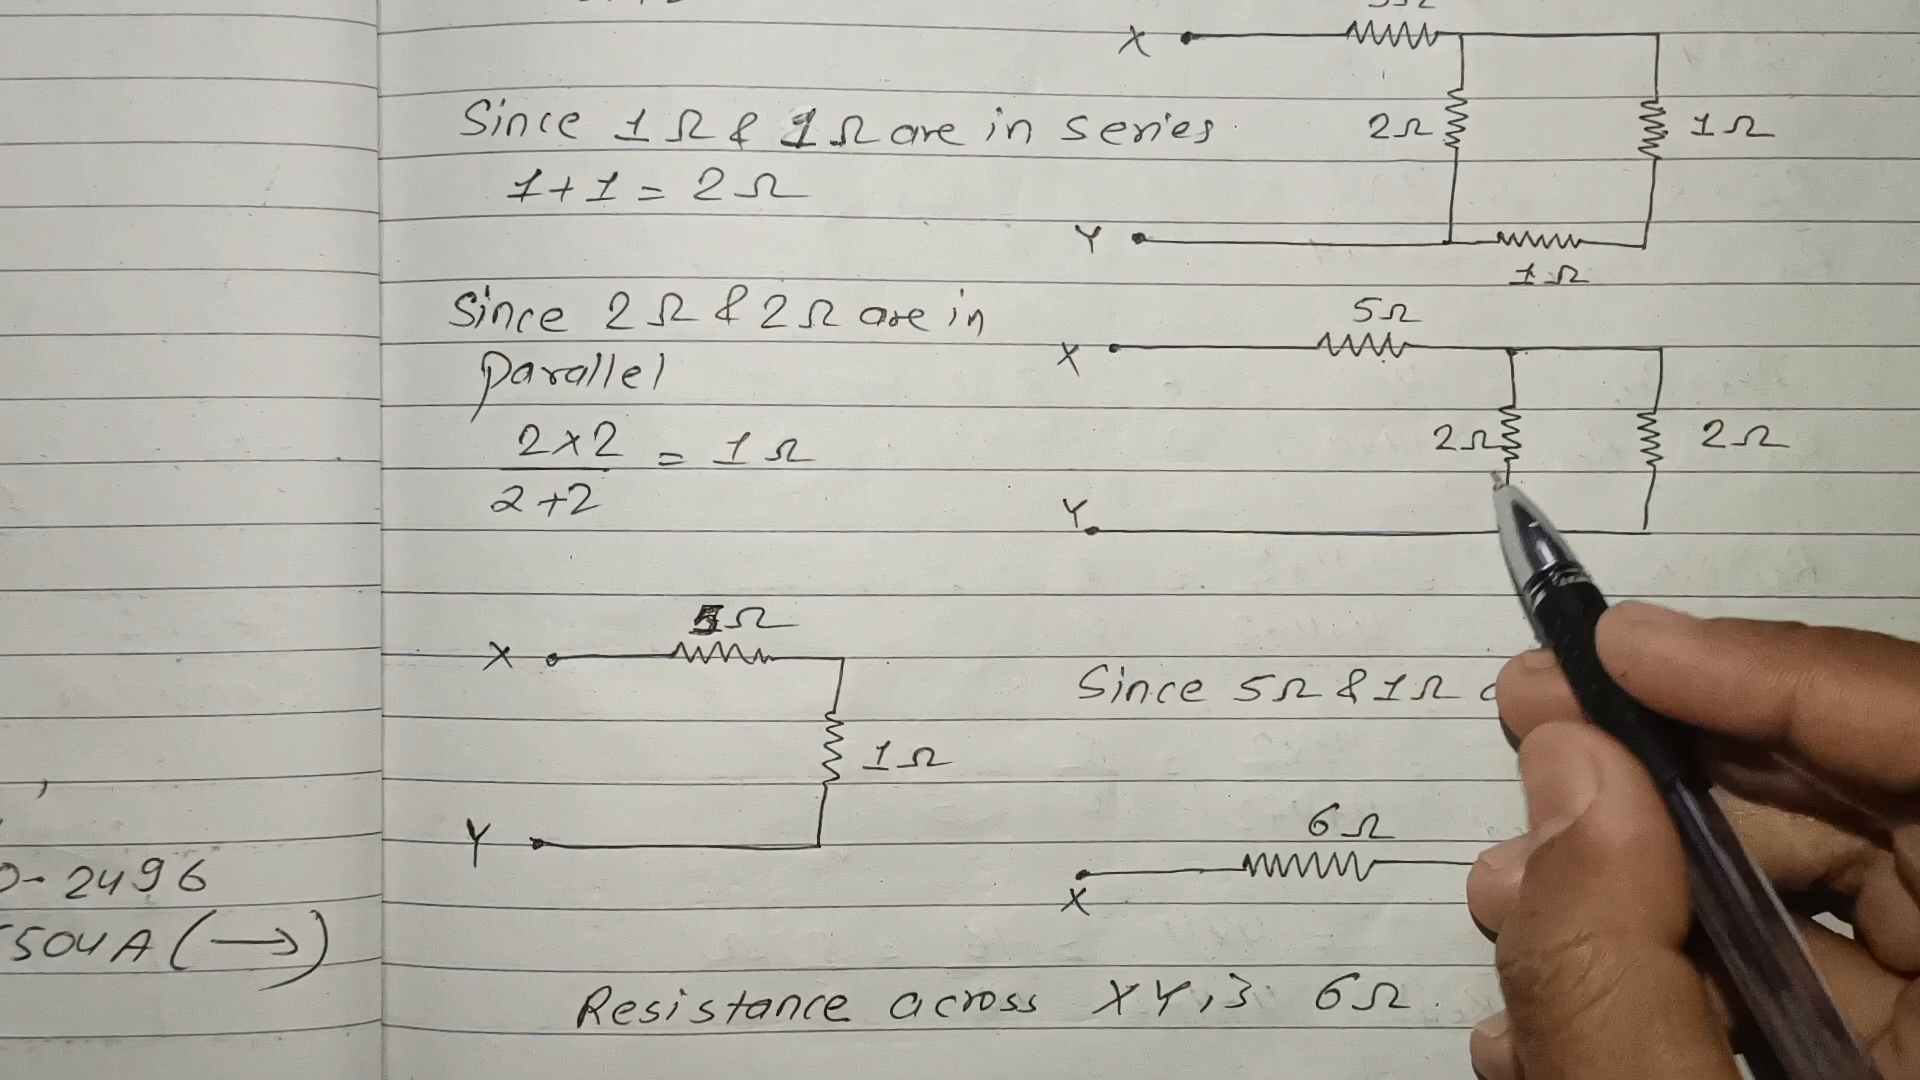 X
Since 1Ω & 1Ω are in series
1+1 = 2Ω
2Ω
1Ω
Y
1Ω
Since 2Ω & 2Ω are in
parallel
2×2
2+2
= 1Ω
5Ω
X
2Ω
2Ω
Y
5Ω
X
1Ω
Y
Since 5Ω & 1Ω
6Ω
X
2496
504A (→)
Resistance across XY, 6Ω.